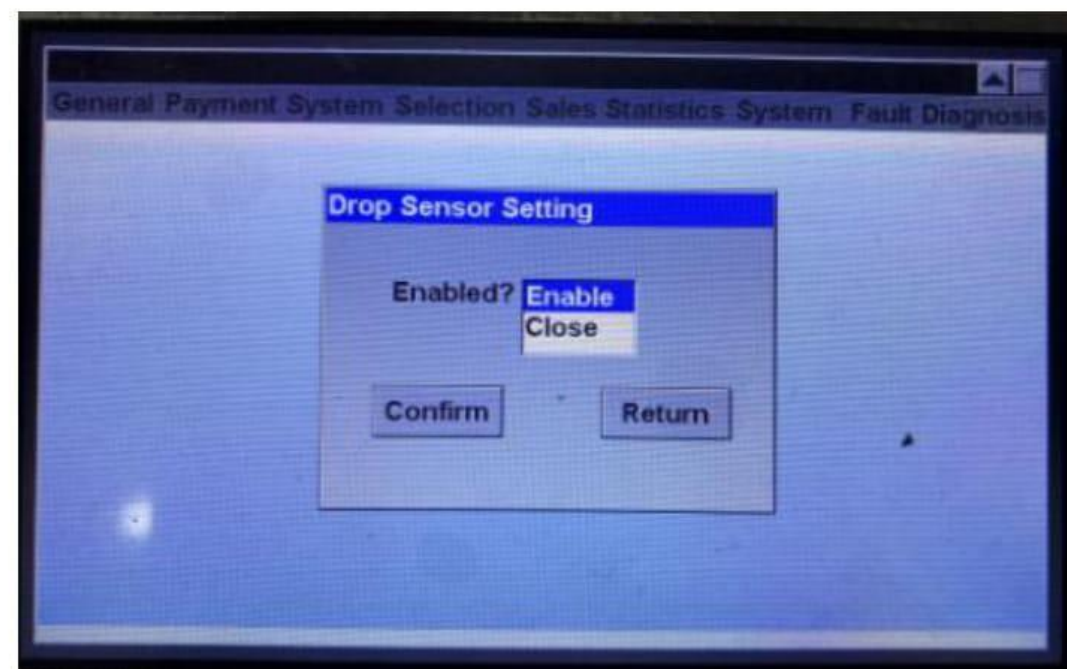 General Payment System Selection Sales Statistics System Fault Diagnosis
Drop Sensor Setting
Enabled? Enable
Close
Confirm Return